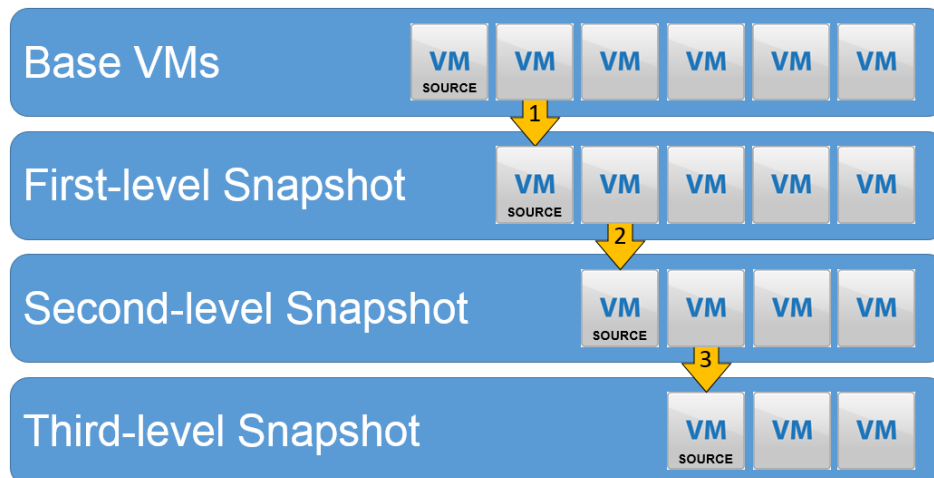 Base VMs
VM VM VM VM VM VM
SOURCE
1
First-level Snapshot
VM VM VM VM VM
SOURCE
2
Second-level Snapshot
VM VM VM VM
SOURCE
3
Third-level Snapshot
VM VM VM
SOURCE